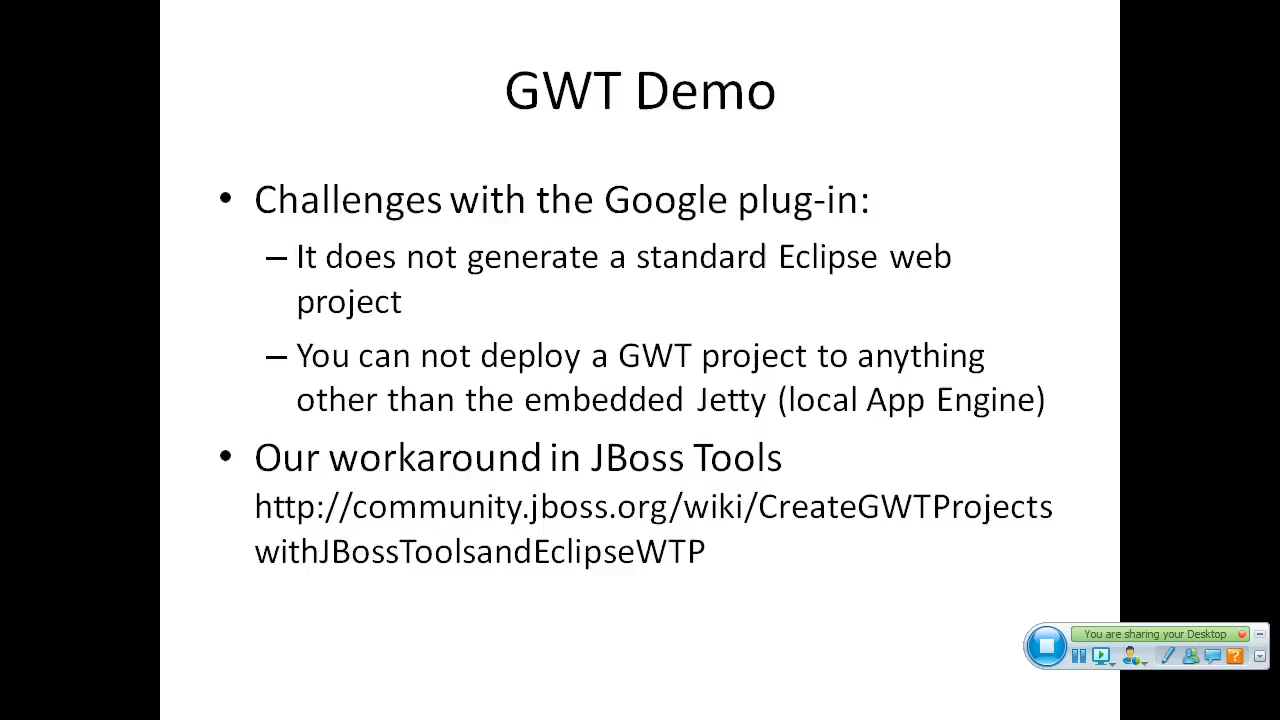 GWT Demo
• Challenges with the Google plug-in:
– It does not generate a standard Eclipse web
project
– You can not deploy a GWT project to anything
other than the embedded Jetty (local App Engine)
• Our workaround in JBoss Tools
http://community.jboss.org/wiki/CreateGWTProjects
withJBossToolsandEclipseWTP
You are sharing your Desktop
?